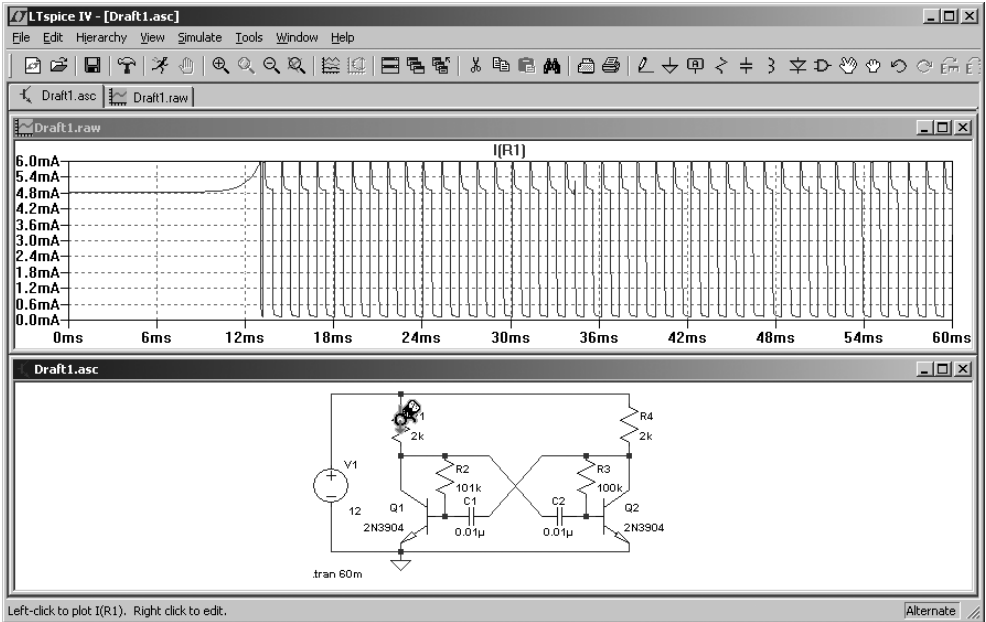 LTspice IV - [Draft1.asc]
File Edit Hierarchy View Simulate Tools Window Help
Draft1.asc Draft1.raw
Draft1.raw
I(R1)
6.0mA
5.4mA
4.8mA
4.2mA
3.6mA
3.0mA
2.4mA
1.8mA
1.2mA
0.6mA
0.0mA
0ms 6ms 12ms 18ms 24ms 30ms 36ms 42ms 48ms 54ms 60ms
Draft1.asc
1 R4
2k 2k
V1 R2 R3
101k 100k
12 Q1 C1 C2 Q2
2N3904 0.01µ 0.01µ 2N3904
.tran 60m
Left-click to plot I(R1). Right click to edit. Alternate